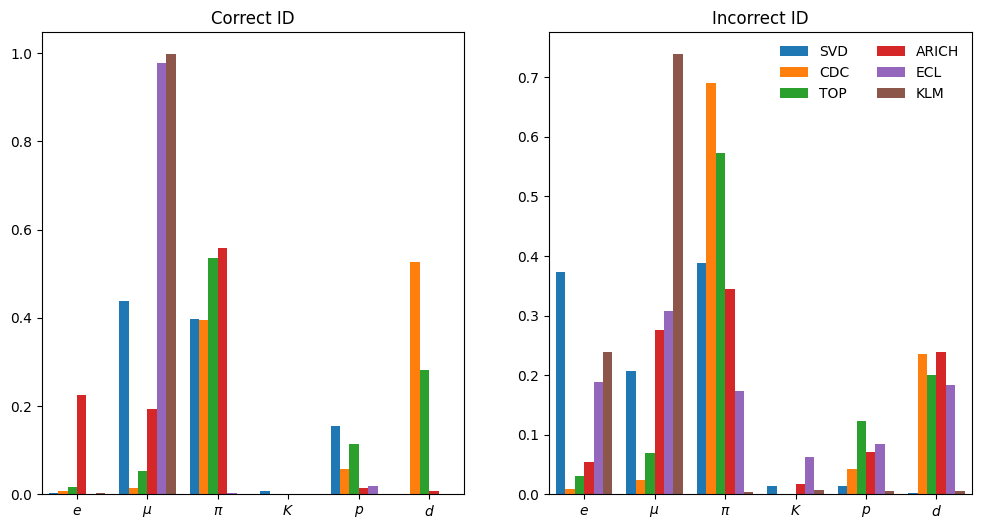 Correct ID
1.0
0.8
0.6
0.4
0.2
0.0
e μ π K p d
Incorrect ID
SVD ARICH
CDC ECL
TOP KLM
0.7
0.6
0.5
0.4
0.3
0.2
0.1
0.0
e μ π K p d